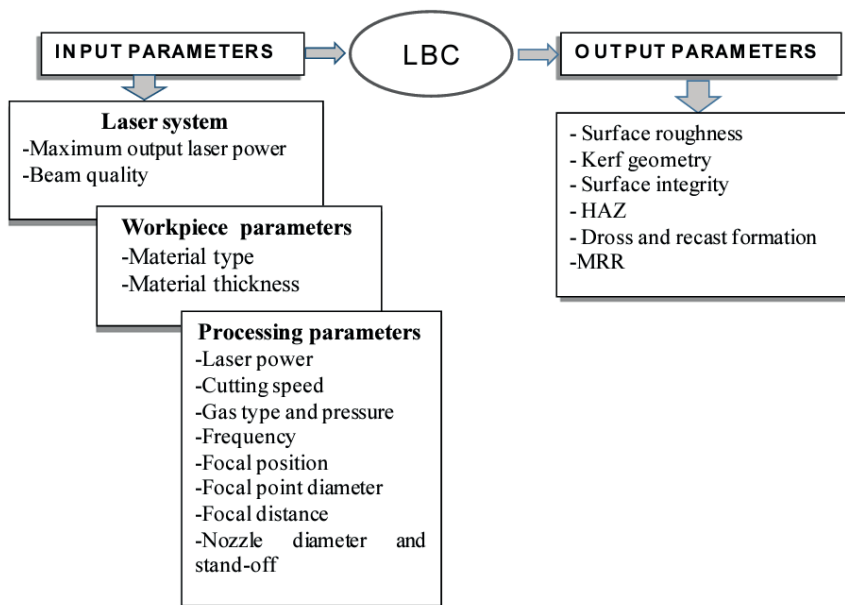 INPUT PARAMETERS
LBC
OUTPUT PARAMETERS
Laser system
-Maximum output laser power
-Beam quality
Workpiece parameters
-Material type
-Material thickness
Processing parameters
-Laser power
-Cutting speed
-Gas type and pressure
-Frequency
-Focal position
-Focal point diameter
-Focal distance
-Nozzle diameter and
stand-off
- Surface roughness
- Kerf geometry
- Surface integrity
- HAZ
- Dross and recast formation
-MRR